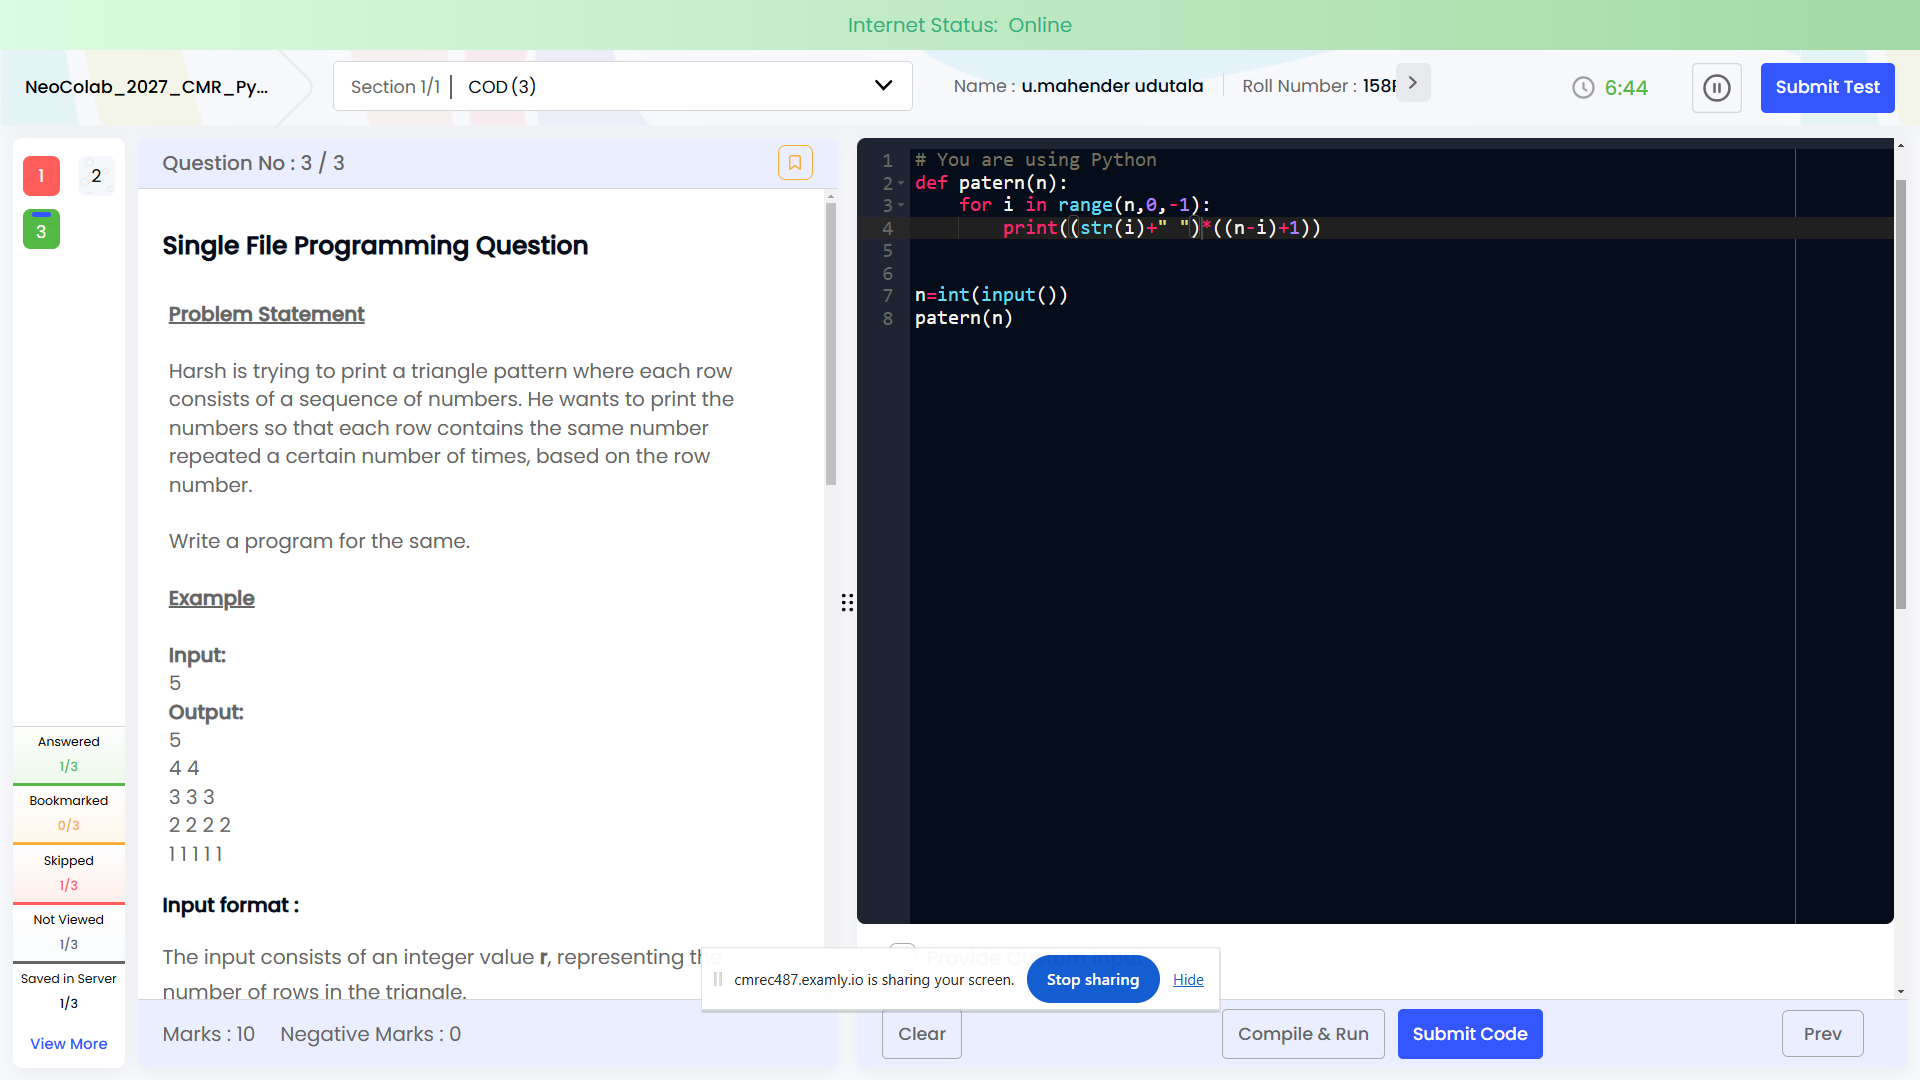 Internet Status: Online
NeoColab_2027_CMR_Py...
Section 1/1 | COD (3)
Name : u.mahender udutala
Roll Number : 158
6:44
Submit Test
1
2
3
Answered
1/3
Bookmarked
0/3
Skipped
1/3
Not Viewed
1/3
Saved in Server
1/3
View More
Question No : 3 / 3
Single File Programming Question
Problem Statement
Harsh is trying to print a triangle pattern where each row
consists of a sequence of numbers. He wants to print the
numbers so that each row contains the same number
repeated a certain number of times, based on the row
number.
Write a program for the same.
Example
Input:
5
Output:
5
4 4
3 3 3
2 2 2 2
1 1 1 1 1
Input format :
The input consists of an integer value r, representing the
number of rows in the triangle.
Marks : 10
Negative Marks : 0
1 # You are using Python
2 def patern(n):
3 for i in range(n,0,-1):
4 print((str(i)+" ")*((n-i)+1))
5
6
7 n=int(input())
8 patern(n)
Provide Custom Input
cmrec487.examly.io is sharing your screen.
Stop sharing
Hide
Clear
Compile & Run
Submit Code
Prev